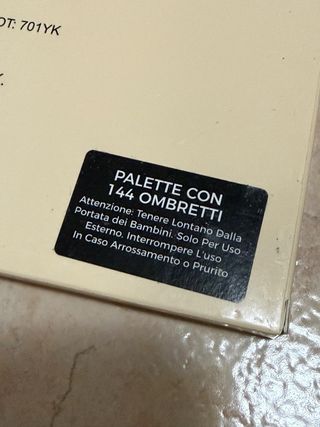 OT: 701YK
PALETTE CON
144 OMBRETTI
Attenzione: Tenere Lontano Dalla
Portata dei Bambini. Solo Per Uso
Esterno. Interrompere L'uso
In Caso Arrossamento o Prurito